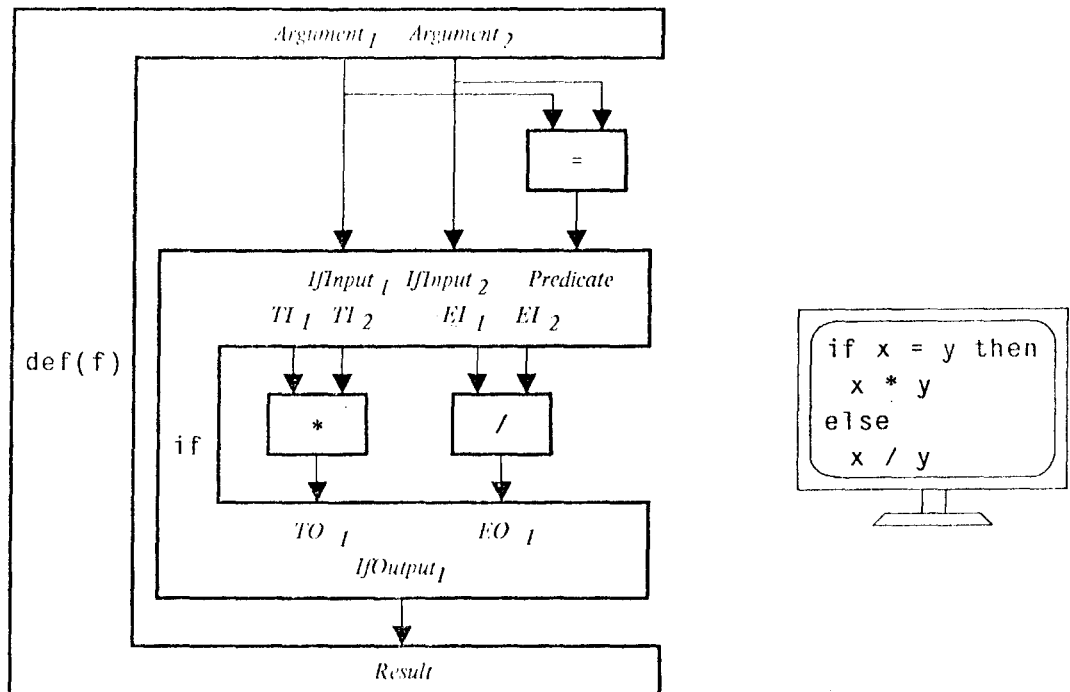 Argument 1 Argument 2
=
IfInput 1 IfInput 2 Predicate
TI 1 TI 2 EI 1 EI 2
def(f)
* /
if
TO 1 EO 1
IfOutput 1
Result
if x = y then
x * y
else
x / y